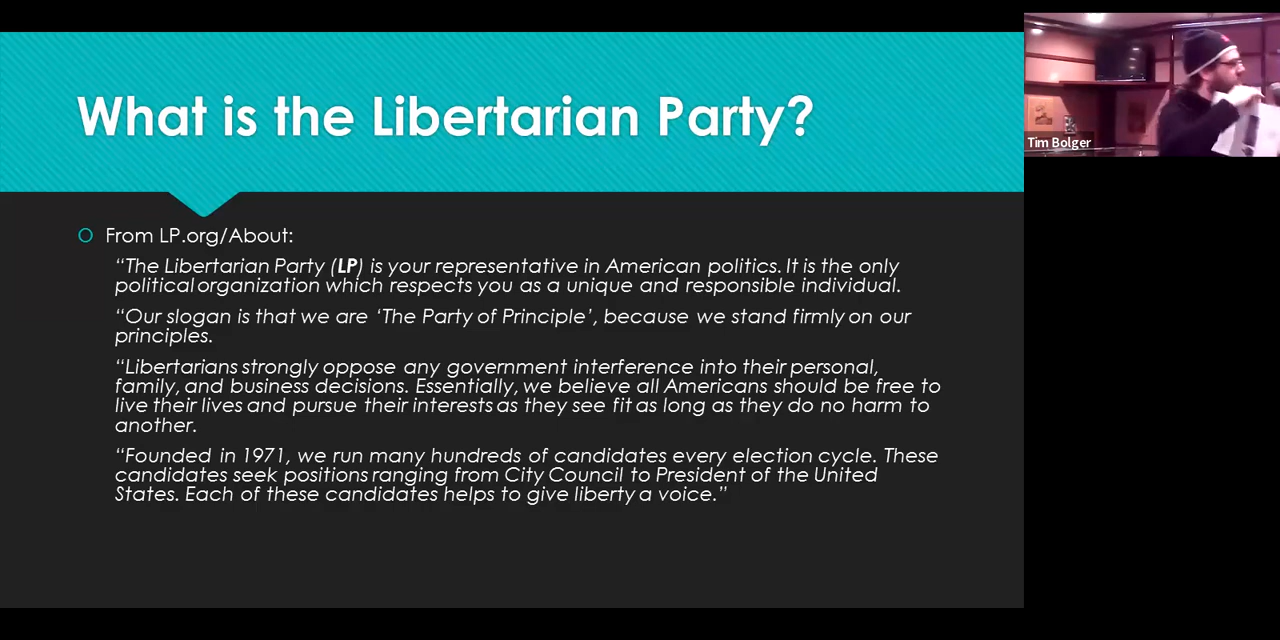 What is the Libertarian Party?
From LP.org/About:
“The Libertarian Party (LP) is your representative in American politics. It is the only
political organization which respects you as a unique and responsible individual.
“Our slogan is that we are ‘The Party of Principle’, because we stand firmly on our
principles.
“Libertarians strongly oppose any government interference into their personal,
family, and business decisions. Essentially, we believe all Americans should be free to
live their lives and pursue their interests as they see fit as long as they do no harm to
another.
“Founded in 1971, we run many hundreds of candidates every election cycle. These
candidates seek positions ranging from City Council to President of the United
States. Each of these candidates helps to give liberty a voice.”
Tim Bolger